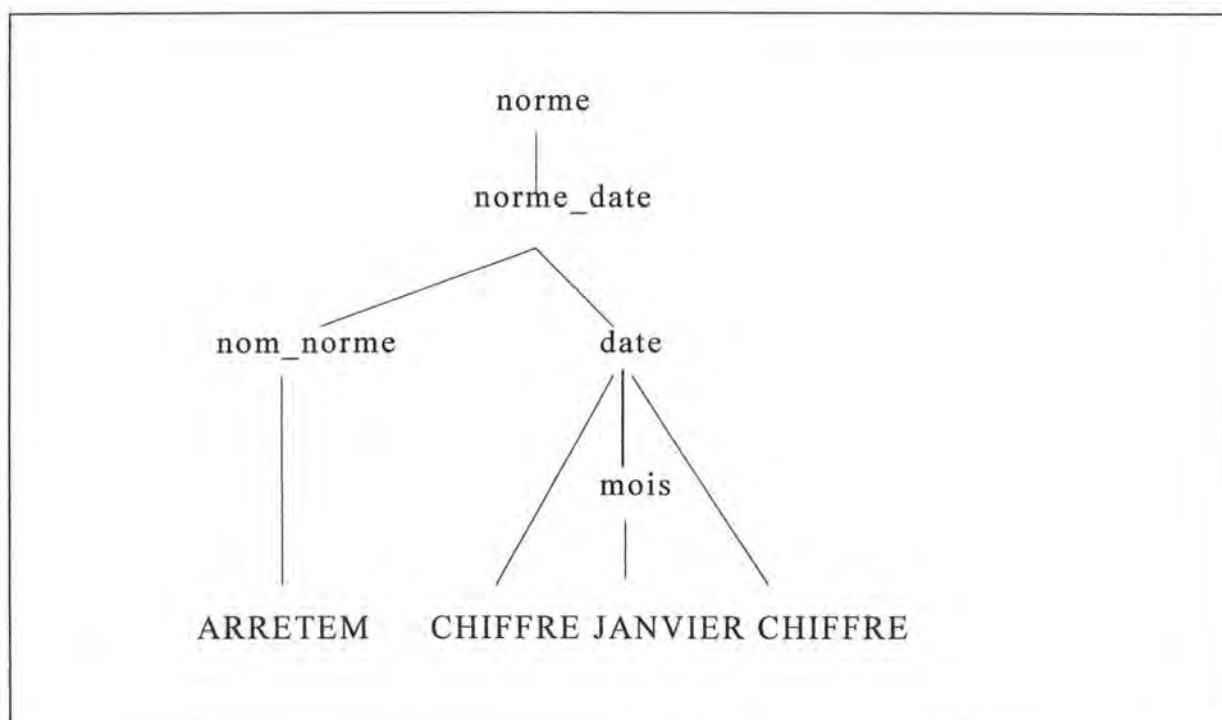 norme
norme_date
nom_norme date
mois
ARRETEM CHIFFRE JANVIER CHIFFRE